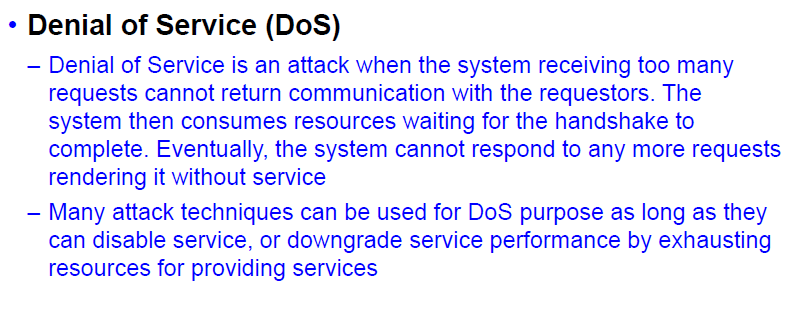 • Denial of Service (DoS)
– Denial of Service is an attack when the system receiving too many
requests cannot return communication with the requestors. The
system then consumes resources waiting for the handshake to
complete. Eventually, the system cannot respond to any more requests
rendering it without service
– Many attack techniques can be used for DoS purpose as long as they
can disable service, or downgrade service performance by exhausting
resources for providing services